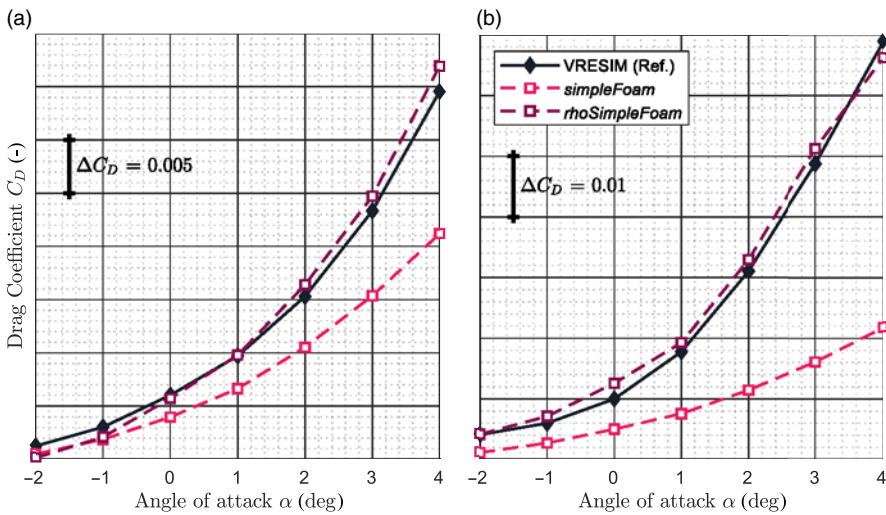 (a)
Drag Coefficient C_D (-)
ΔC_D = 0.005
−2 −1 0 1 2 3 4
Angle of attack α (deg)
(b)
VRESIM (Ref.)
simpleFoam
rhoSimpleFoam
ΔC_D = 0.01
−2 −1 0 1 2 3 4
Angle of attack α (deg)